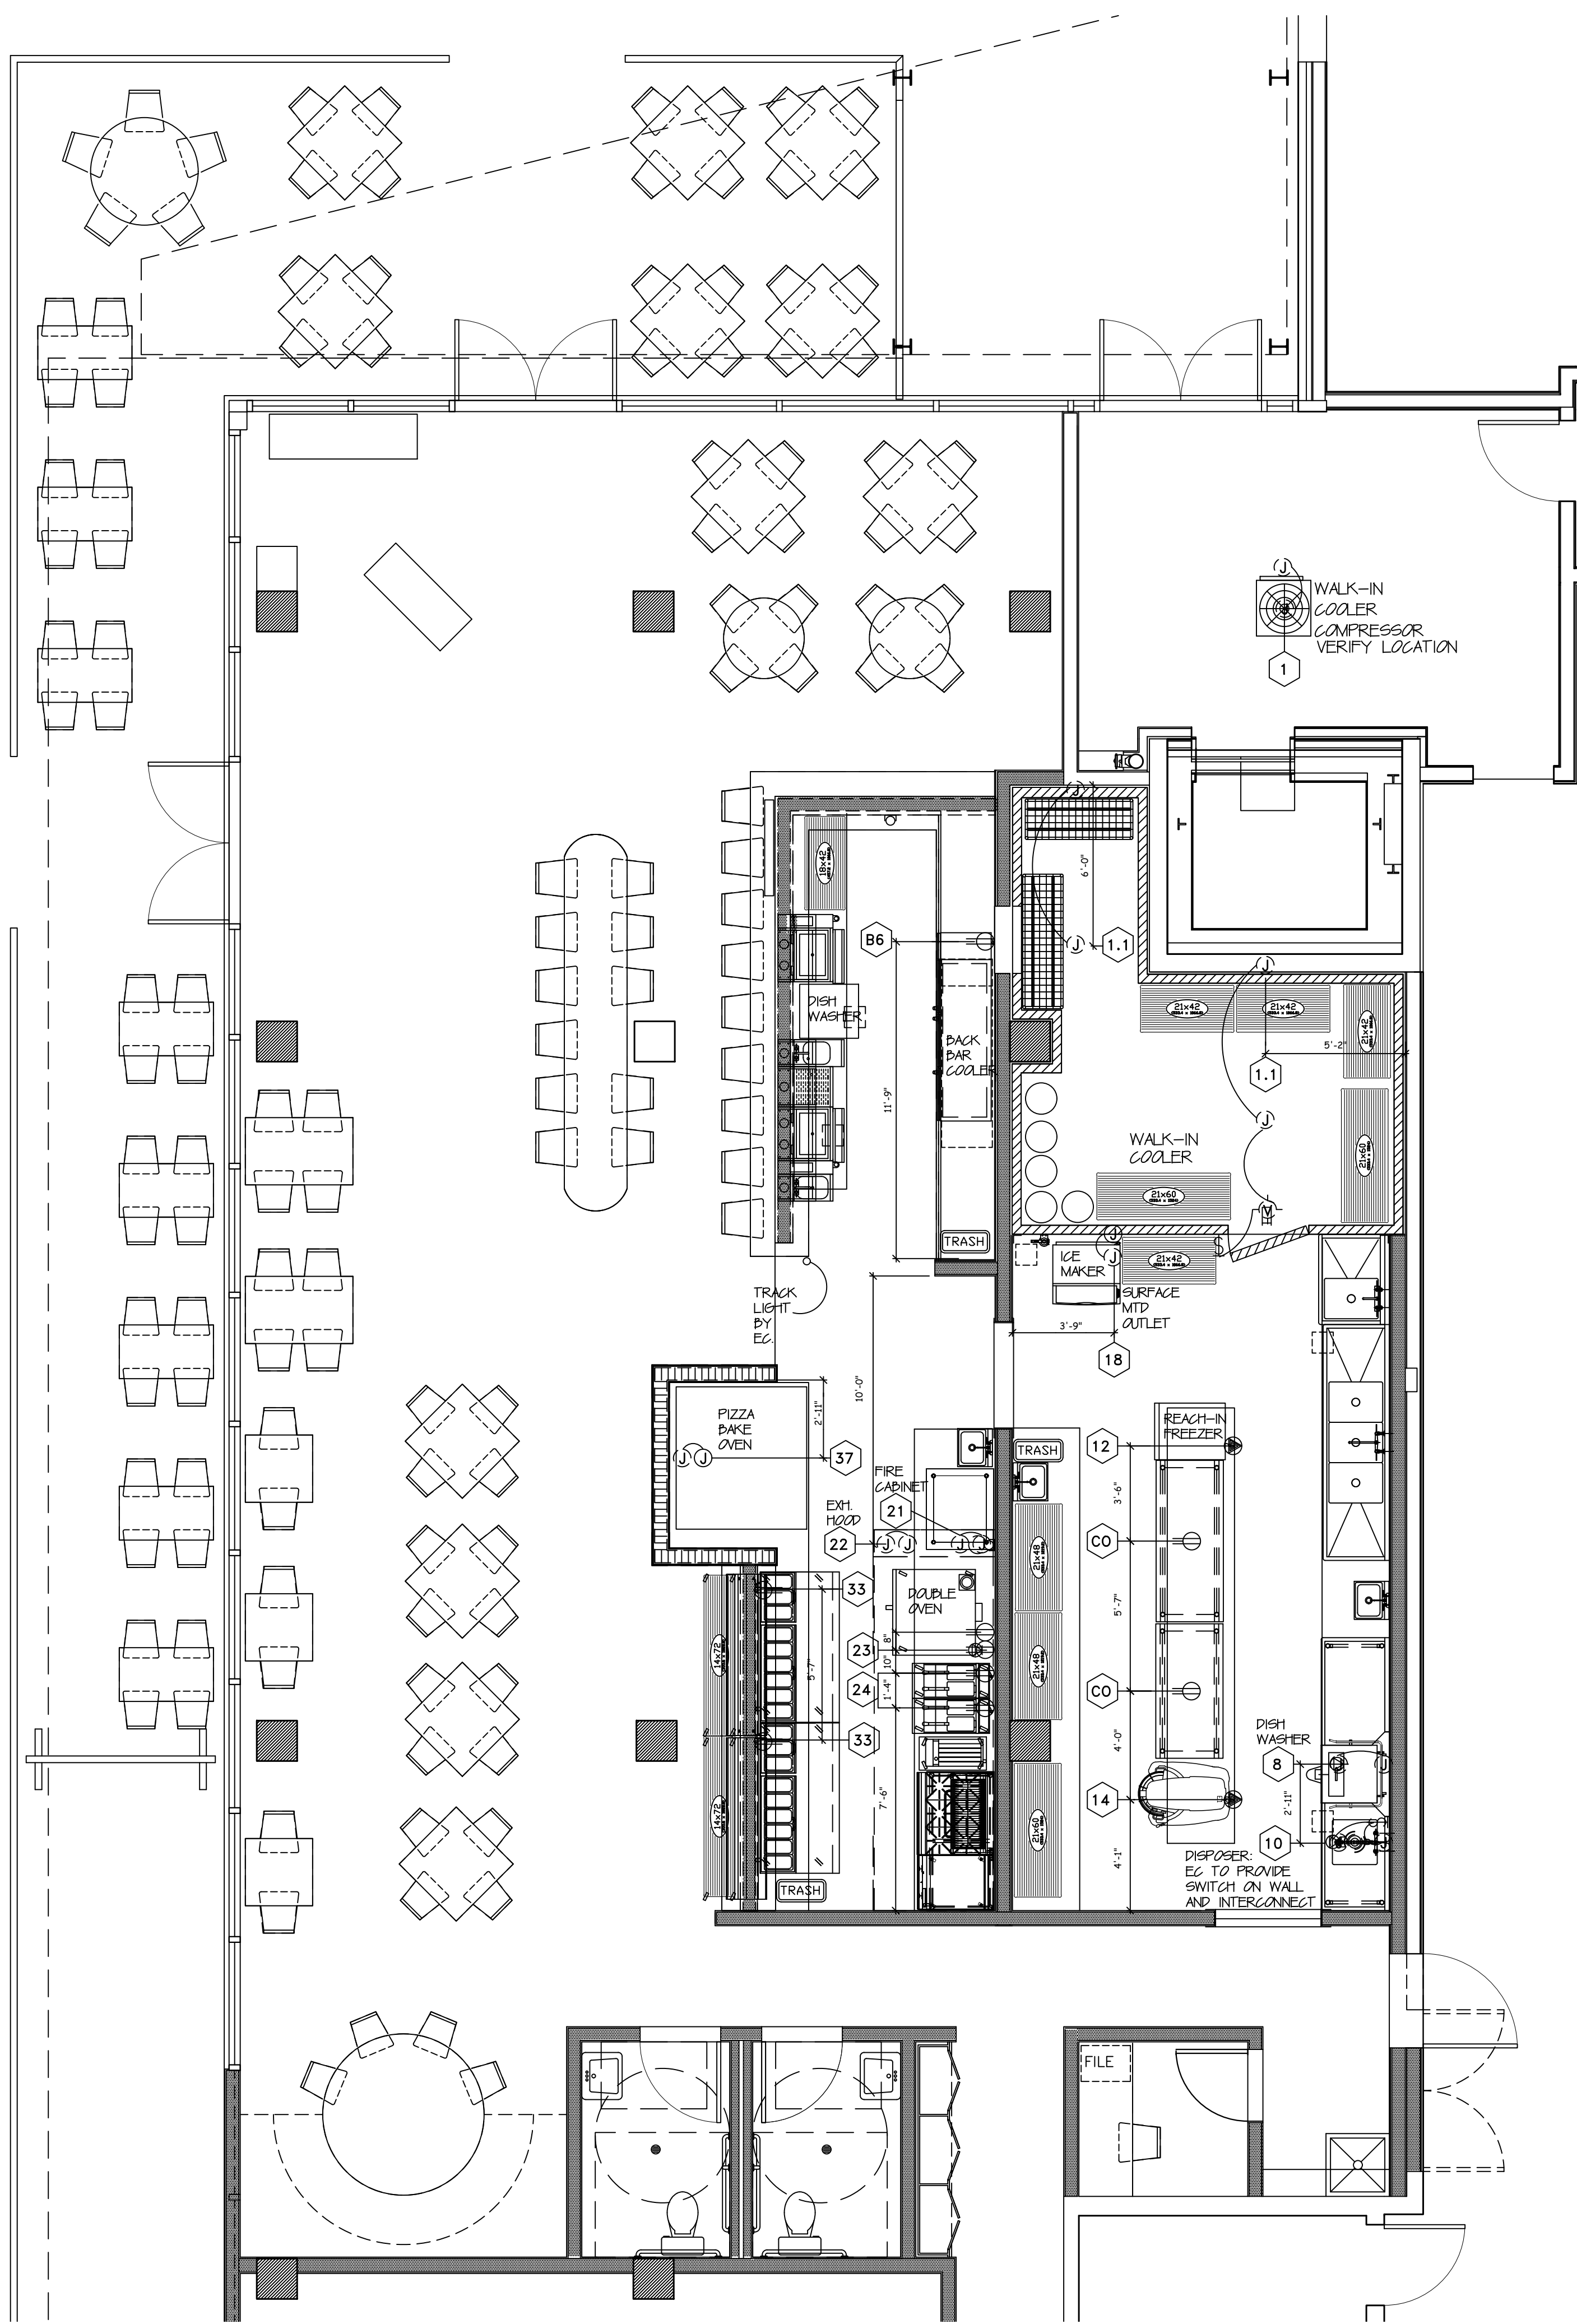 J
WALK-IN
COOLER
COMPRESSOR
VERIFY LOCATION
1
J
6'-0"
18x42
B6
J
1.1
J
DISH
WASHER
21x42
21x42
21x42
BACK
BAR
COOLER
5'-2"
1.1
11'-9"
J
WALK-IN
COOLER
21x60
21x60
TRASH
J
J
ICE
MAKER
21x42
S
TRACK
LIGHT
BY
EC.
SURFACE
MTD
OUTLET
3'-9"
18
10'-0"
2'-11"
PIZZA
BAKE
OVEN
J
J
37
REACH-IN
FREEZER
TRASH
12
FIRE
CABINET
3'-6"
EXH.
HOOD
21
22
J
J
J
J
CO
21x48
33
DOUBLE
OVEN
5'-7"
8"
23
14x72
10"
5'-7"
21x48
24
1'-4"
CO
33
4'-0"
DISH
WASHER
8
J
14x72
7'-6"
14
2'-11"
21x60
10
J
4'-1"
DISPOSER:
EC TO PROVIDE
SWITCH ON WALL
AND INTERCONNECT
TRASH
FILE